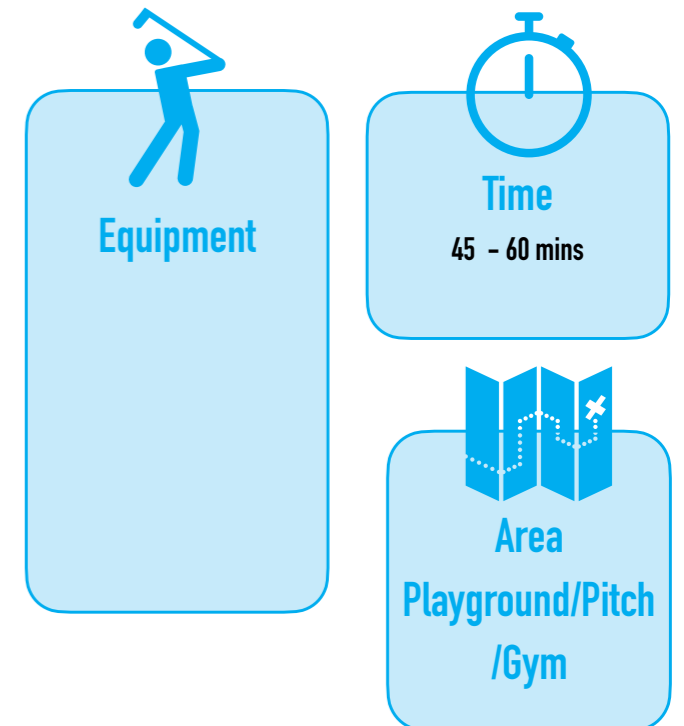 Equipment
Time
45 - 60 mins
Area
Playground/Pitch
/Gym